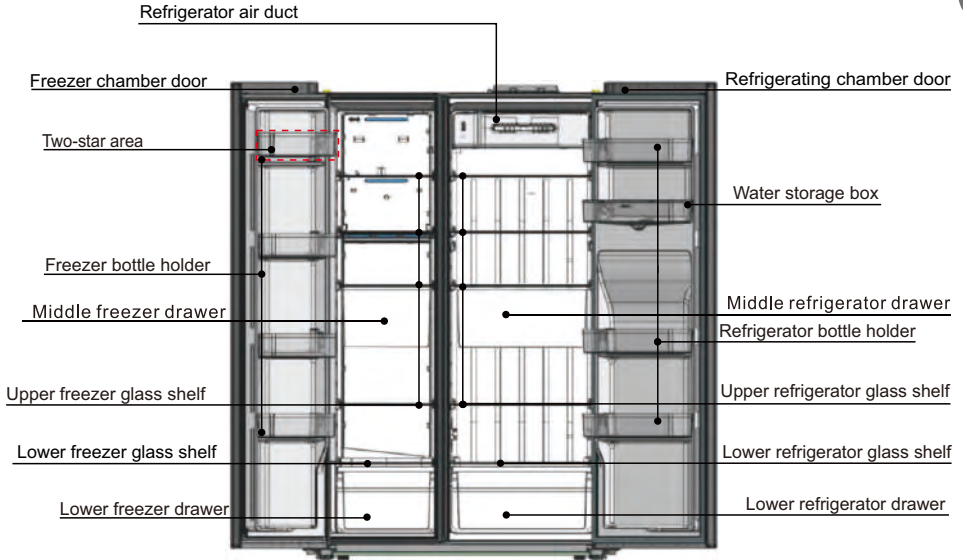 Refrigerator air duct
Freezer chamber door
Refrigerating chamber door
Two-star area
Water storage box
Freezer bottle holder
Middle freezer drawer
Middle refrigerator drawer
Refrigerator bottle holder
Upper freezer glass shelf
Upper refrigerator glass shelf
Lower freezer glass shelf
Lower refrigerator glass shelf
Lower freezer drawer
Lower refrigerator drawer